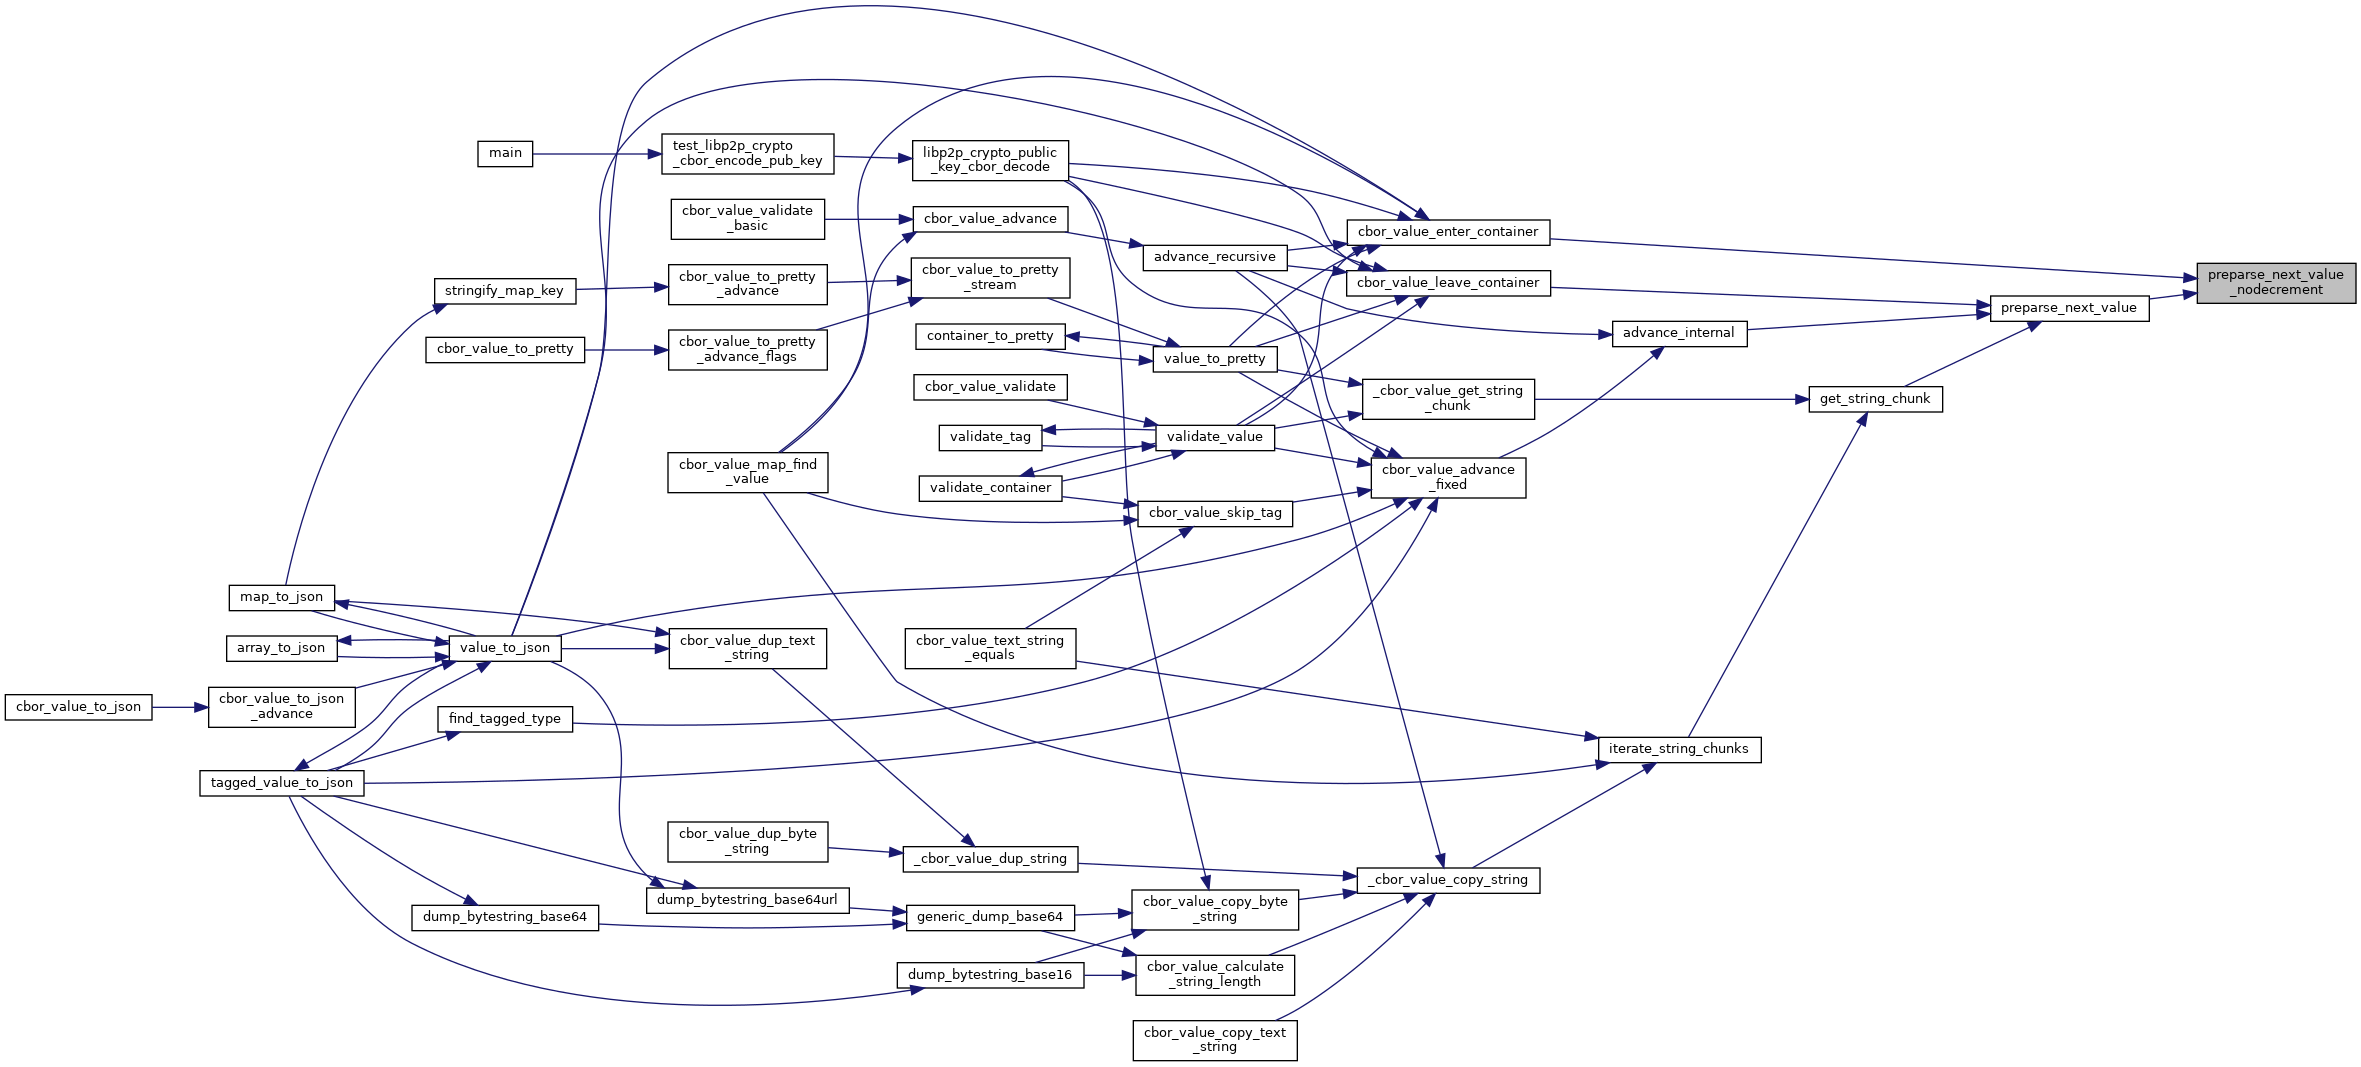 main
test_libp2p_crypto
_cbor_encode_pub_key
libp2p_crypto_public
_key_cbor_decode
cbor_value_validate
_basic
cbor_value_advance
cbor_value_enter_container
advance_recursive
cbor_value_to_pretty
_stream
cbor_value_leave_container
preparse_next_value
_nodecrement
stringify_map_key
cbor_value_to_pretty
_advance
preparse_next_value
container_to_pretty
advance_internal
cbor_value_to_pretty
cbor_value_to_pretty
_advance_flags
value_to_pretty
cbor_value_validate
_cbor_value_get_string
_chunk
get_string_chunk
validate_tag
validate_value
cbor_value_map_find
_value
cbor_value_advance
_fixed
validate_container
cbor_value_skip_tag
map_to_json
array_to_json
value_to_json
cbor_value_dup_text
_string
cbor_value_text_string
_equals
cbor_value_to_json
cbor_value_to_json
_advance
find_tagged_type
iterate_string_chunks
tagged_value_to_json
cbor_value_dup_byte
_string
_cbor_value_dup_string
_cbor_value_copy_string
dump_bytestring_base64url
dump_bytestring_base64
generic_dump_base64
cbor_value_copy_byte
_string
dump_bytestring_base16
cbor_value_calculate
_string_length
cbor_value_copy_text
_string